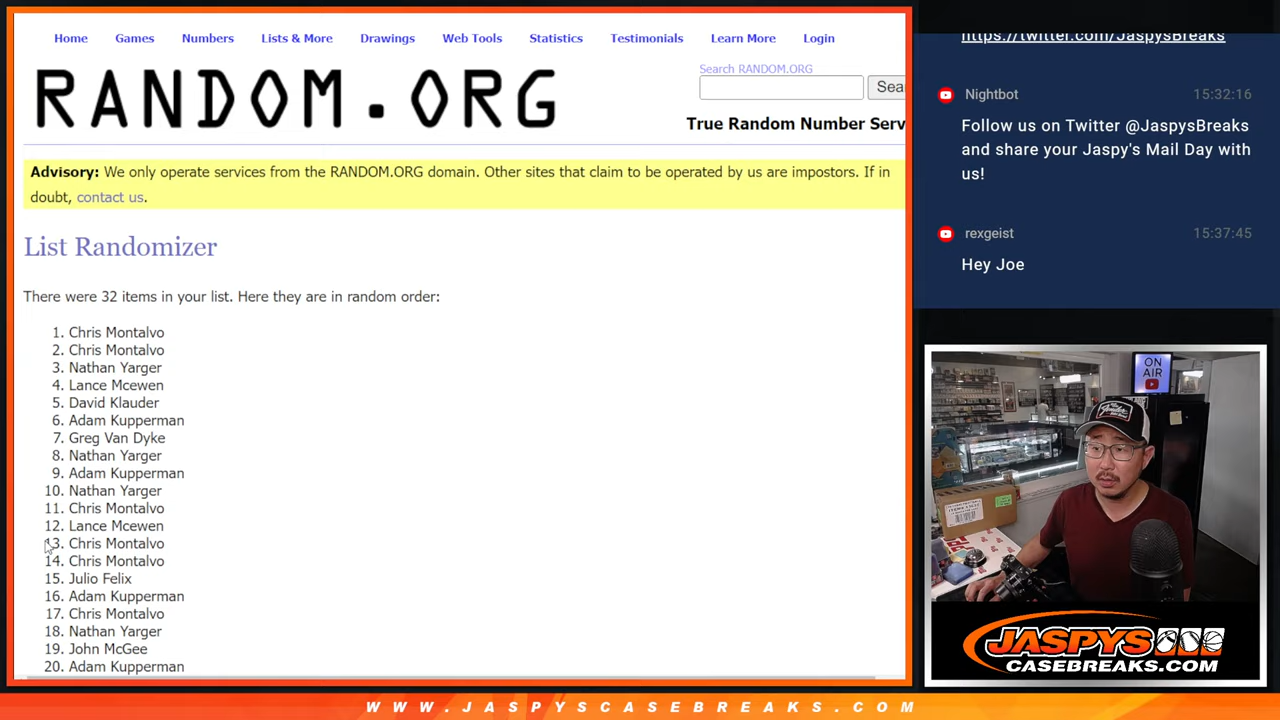 Home Games Numbers Lists & More Drawings Web Tools Statistics Testimonials Learn More Login
Search RANDOM.ORG
RANDOM.ORG
Sea
True Random Number Serv
Advisory: We only operate services from the RANDOM.ORG domain. Other sites that claim to be operated by us are impostors. If in
doubt, contact us.
List Randomizer
There were 32 items in your list. Here they are in random order:
1. Chris Montalvo
2. Chris Montalvo
3. Nathan Yarger
4. Lance Mcewen
5. David Klauder
6. Adam Kupperman
7. Greg Van Dyke
8. Nathan Yarger
9. Adam Kupperman
10. Nathan Yarger
11. Chris Montalvo
12. Lance Mcewen
13. Chris Montalvo
14. Chris Montalvo
15. Julio Felix
16. Adam Kupperman
17. Chris Montalvo
18. Nathan Yarger
19. John McGee
20. Adam Kupperman
https://twitter.com/JaspysBreaks
Nightbot 15:32:16
Follow us on Twitter @JaspysBreaks
and share your Jaspy's Mail Day with
us!
rexgeist 15:37:45
Hey Joe
ON
AIR
Fender
JASPYS
CASEBREAKS.COM
WWW.JASPYSCASEBREAKS.COM